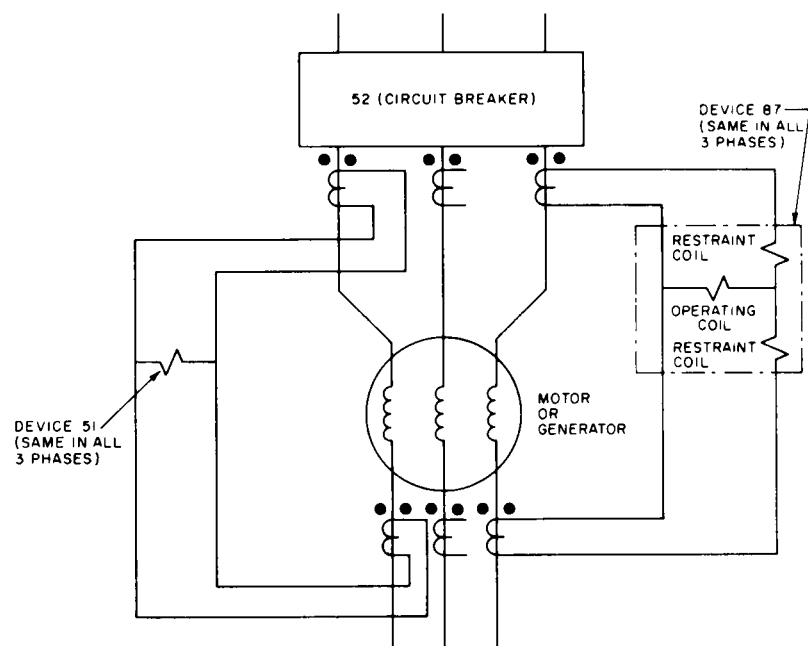 52 (CIRCUIT BREAKER)
DEVICE 87
(SAME IN ALL
3 PHASES)
RESTRAINT
COIL
OPERATING
COIL
RESTRAINT
COIL
MOTOR
OR
GENERATOR
DEVICE 51
(SAME IN ALL
3 PHASES)